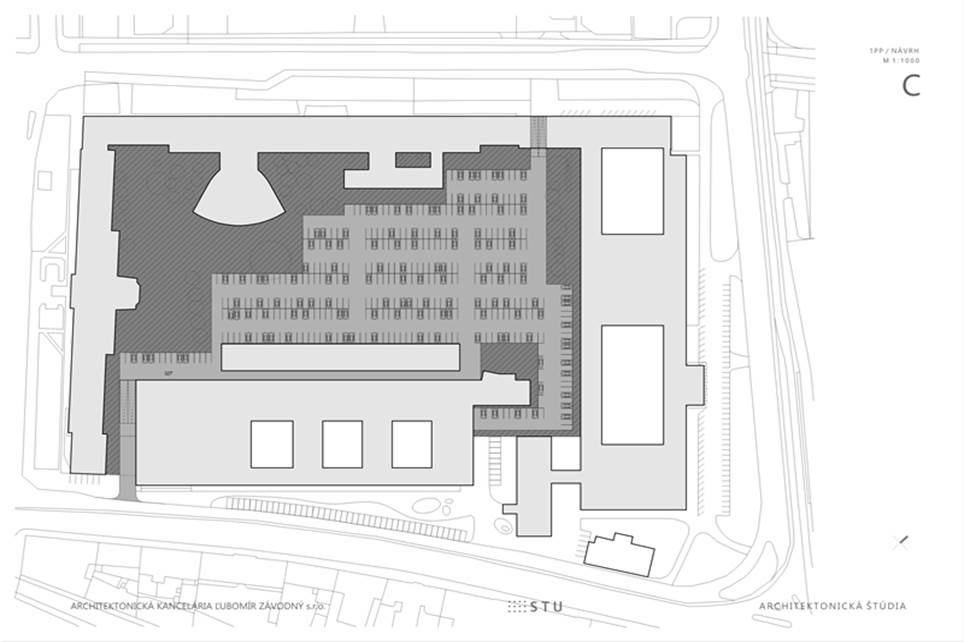 1PP / NÁVRH
M 1:1000
C
ARCHITEKTONICKÁ KANCELÁRIA ĽUBOMÍR ZÁVODNÝ s.r.o.
STU
ARCHITEKTONICKÁ ŠTÚDIA